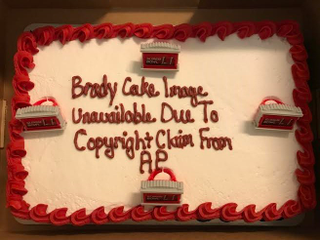 Brady Cake Image
Unavailable Due To
Copyright Claim From
AP